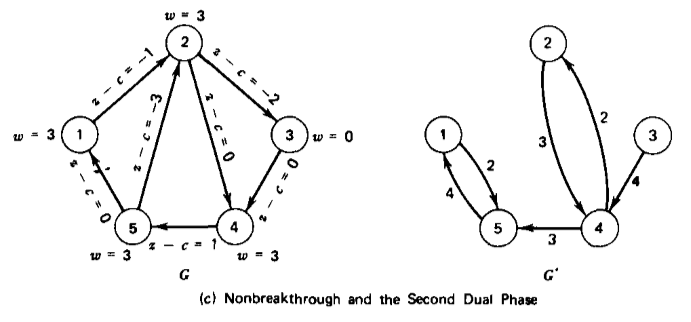 w = 3
2
z – c = –1
z – c = –2
z – c = –3
z – c = 0
w = 3
1
3
w = 0
z – c = 0
z – c = 0
5
4
w = 3
z – c = 1
w = 3
G
2
1
3
3
2
2
4
4
5
3
4
G'
(c) Nonbreakthrough and the Second Dual Phase